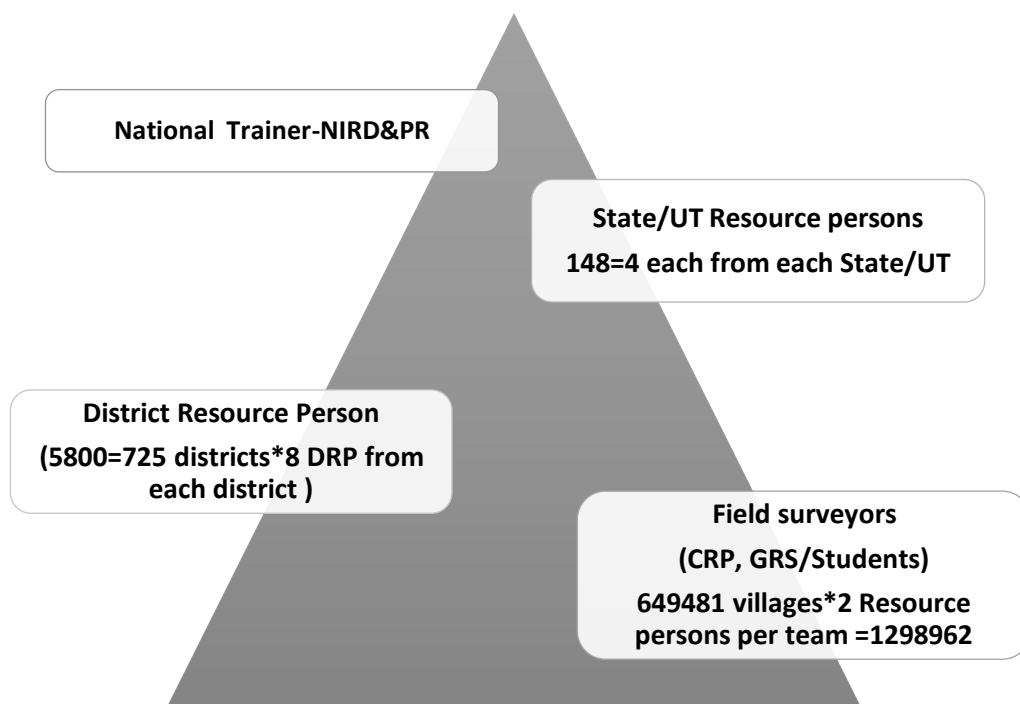 National Trainer-NIRD&PR
State/UT Resource persons
148=4 each from each State/UT
District Resource Person
(5800=725 districts*8 DRP from
each district )
Field surveyors
(CRP, GRS/Students)
649481 villages*2 Resource
persons per team =1298962